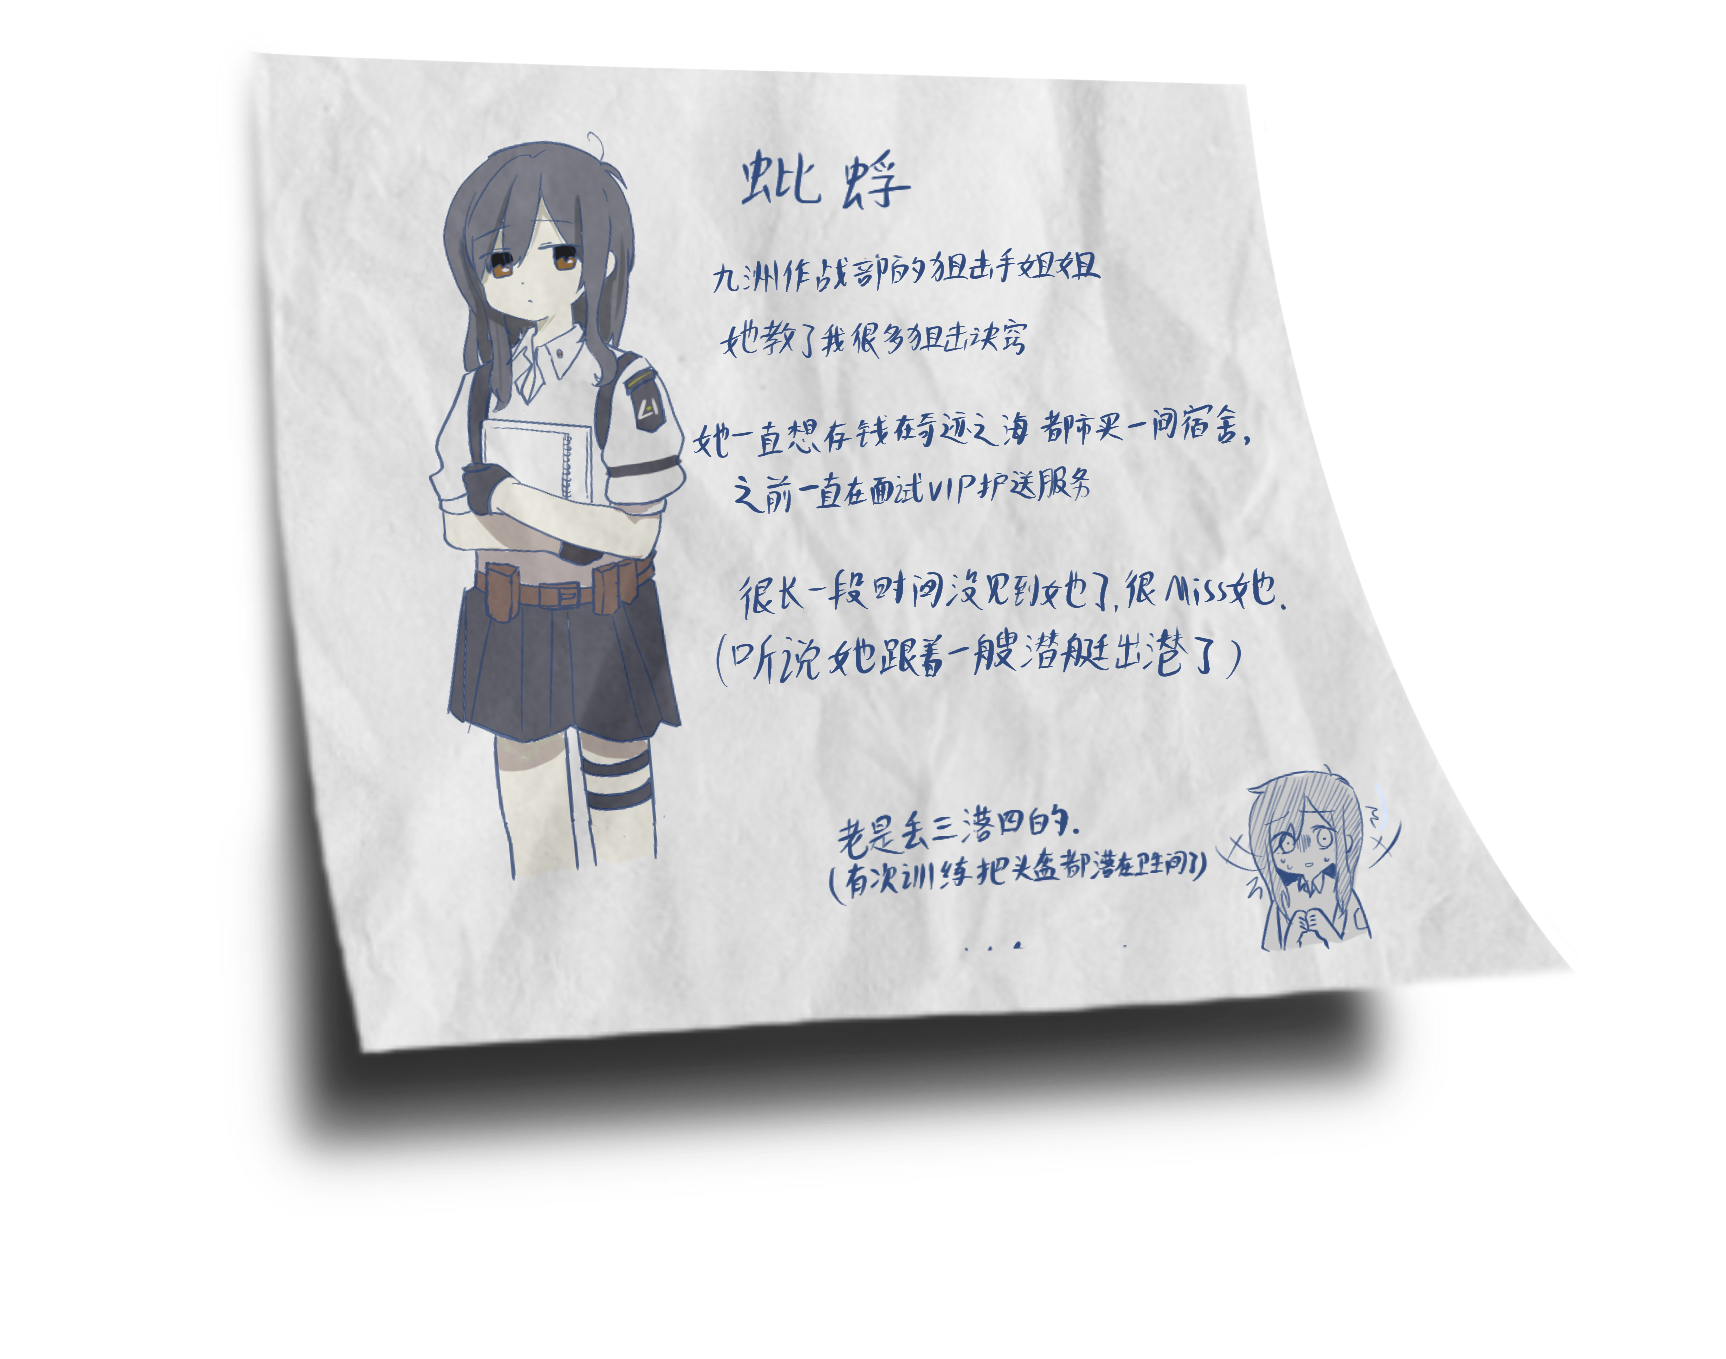 蚍蜉
九洲作战部的狙击手姐姐
她教了我很多狙击诀窍
她一直想存钱在奇迹之海都市买一间宿舍,
之前一直在面试VIP护送服务
很长一段时间没见到她了,很Miss她.
(听说她跟着一艘潜艇出港了)
老是丢三落四的.
(有次训练把头盔都落在卫生间了)
...